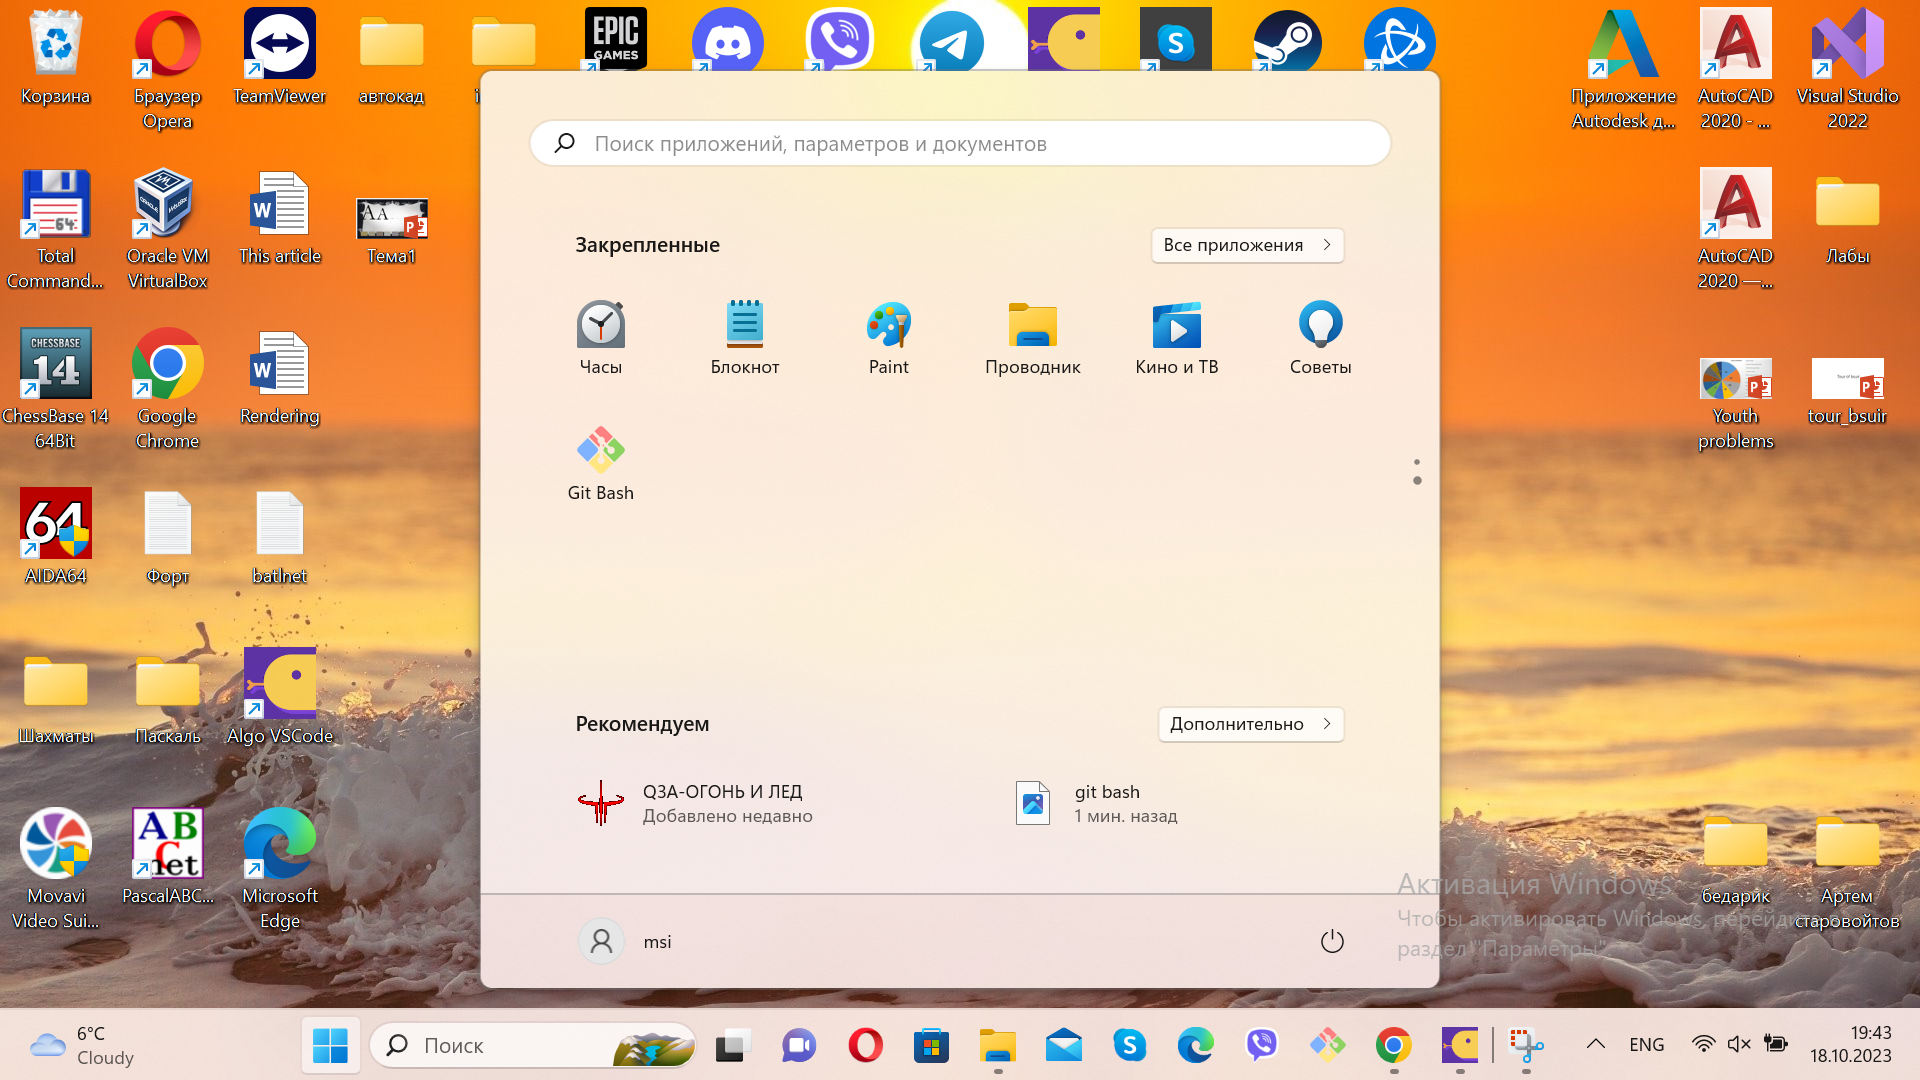 EPIC
GAMES
S
Корзина
Браузер
Opera
TeamViewer
автокад
Приложение
Autodesk д...
AutoCAD
2020 - ...
Visual Studio
2022
Поиск приложений, параметров и документов
64
W
AA
P
Total
Command...
Oracle VM
VirtualBox
This article
Тема1
AutoCAD
2020 —...
Лабы
Закрепленные
Все приложения
Часы
Блокнот
Paint
Проводник
Кино и ТВ
Советы
CHESSBASE
14
W
ChessBase 14
64Bit
Google
Chrome
Rendering
P
P
Youth
problems
tour_bsuir
Git Bash
64
AIDA64
Форт
batlnet
Шахматы
Паскаль
Algo VSCode
Рекомендуем
Дополнительно
Q3A-ОГОНЬ И ЛЕД
Добавлено недавно
git bash
1 мин. назад
AB
C
net
Movavi
Video Sui...
PascalABC...
Microsoft
Edge
бедарик
Артем
старовойтов
Активация Windows
Чтобы активировать Windows, перейдите в
раздел "Параметры".
msi
6°C
Cloudy
Поиск
S
ENG
19:43
18.10.2023